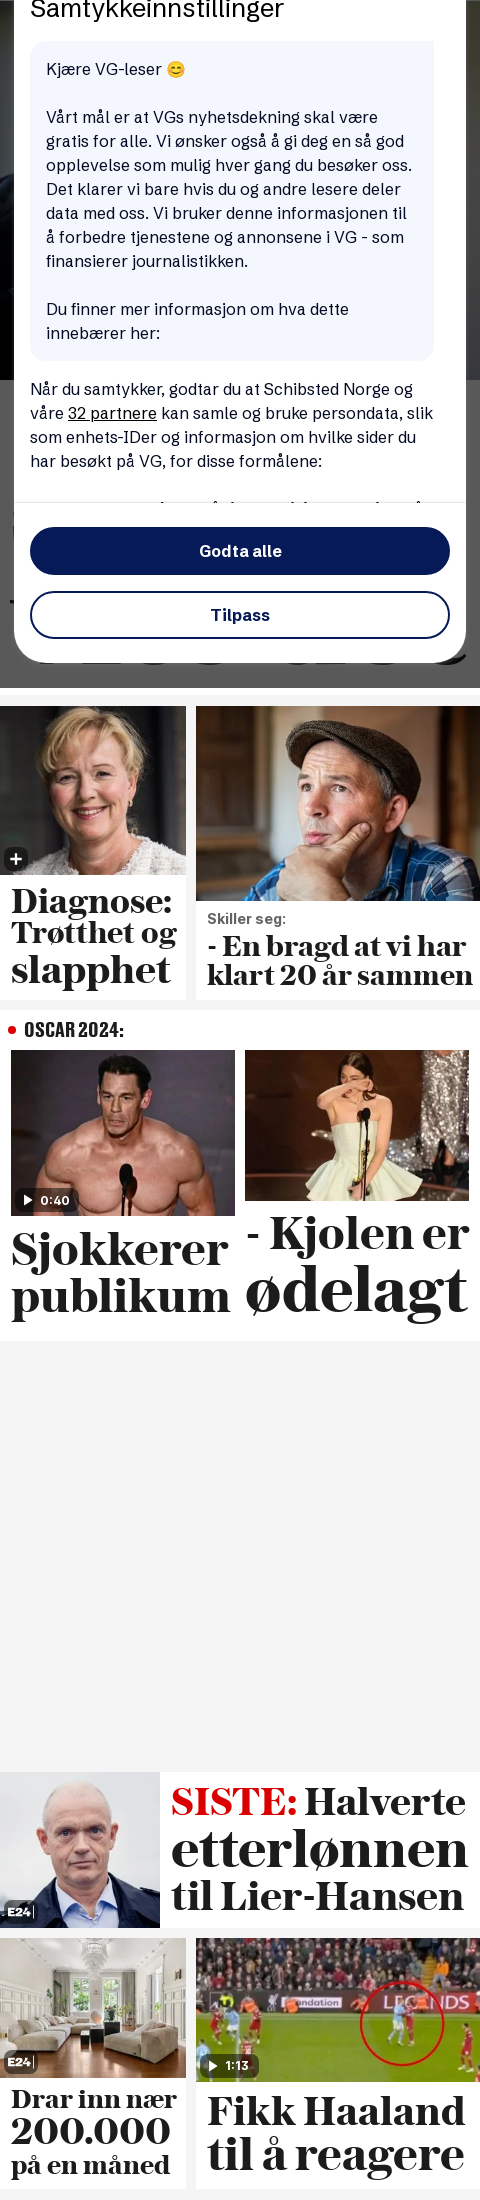 Samtykkeinnstillinger
Kjære VG-leser 😊
Vårt mål er at VGs nyhetsdekning skal være
gratis for alle. Vi ønsker også å gi deg en så god
opplevelse som mulig hver gang du besøker oss.
Det klarer vi bare hvis du og andre lesere deler
data med oss. Vi bruker denne informasjonen til
å forbedre tjenestene og annonsene i VG - som
finansierer journalistikken.
Du finner mer informasjon om hva dette
innebærer her:
Når du samtykker, godtar du at Schibsted Norge og
våre 32 partnere kan samle og bruke persondata, slik
som enhets-IDer og informasjon om hvilke sider du
har besøkt på VG, for disse formålene:
Godta alle
Tilpass
Diagnose:
Trøtthet og
slapphet
Skiller seg:
- En bragd at vi har
klart 20 år sammen
OSCAR 2024:
0:40
Sjokkerer
publikum
- Kjolen er
ødelagt
E24
SISTE: Halverte
etterlønnen
til Lier-Hansen
E24
Drar inn nær
200.000
på en måned
LEGENDS
1:13
Fikk Haaland
til å reagere